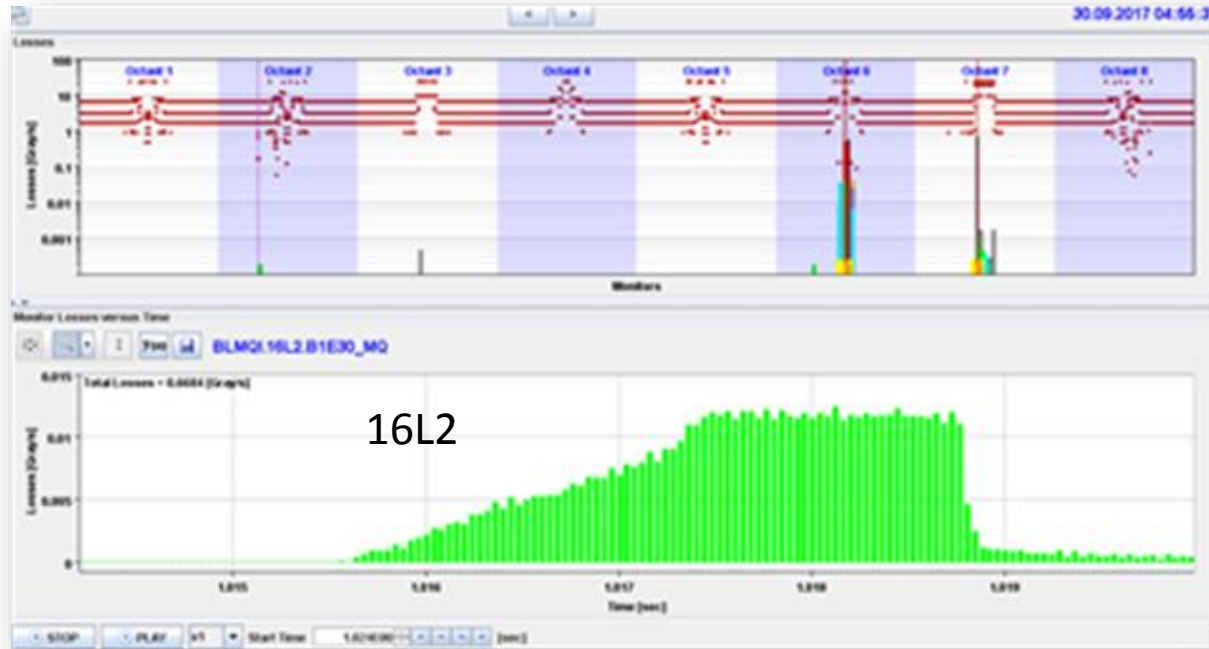 < >
30.09.2017 04:55:3
Losses
Octant 1 Octant 2 Octant 3 Octant 4 Octant 5 Octant 6 Octant 7 Octant 8
100
10
1
0.1
0.01
0.001
Losses [Gray/s]
Monitors
Monitor Losses versus Time
BLMQI.16L2.B1E30_MQ
Total Losses = [Gray/s]
16L2
0.015
0.01
0.005
0
Losses [Gray/s]
1.015 1.016 1.017 1.018 1.019
Time [sec]
STOP PLAY x1 Start Time [sec]